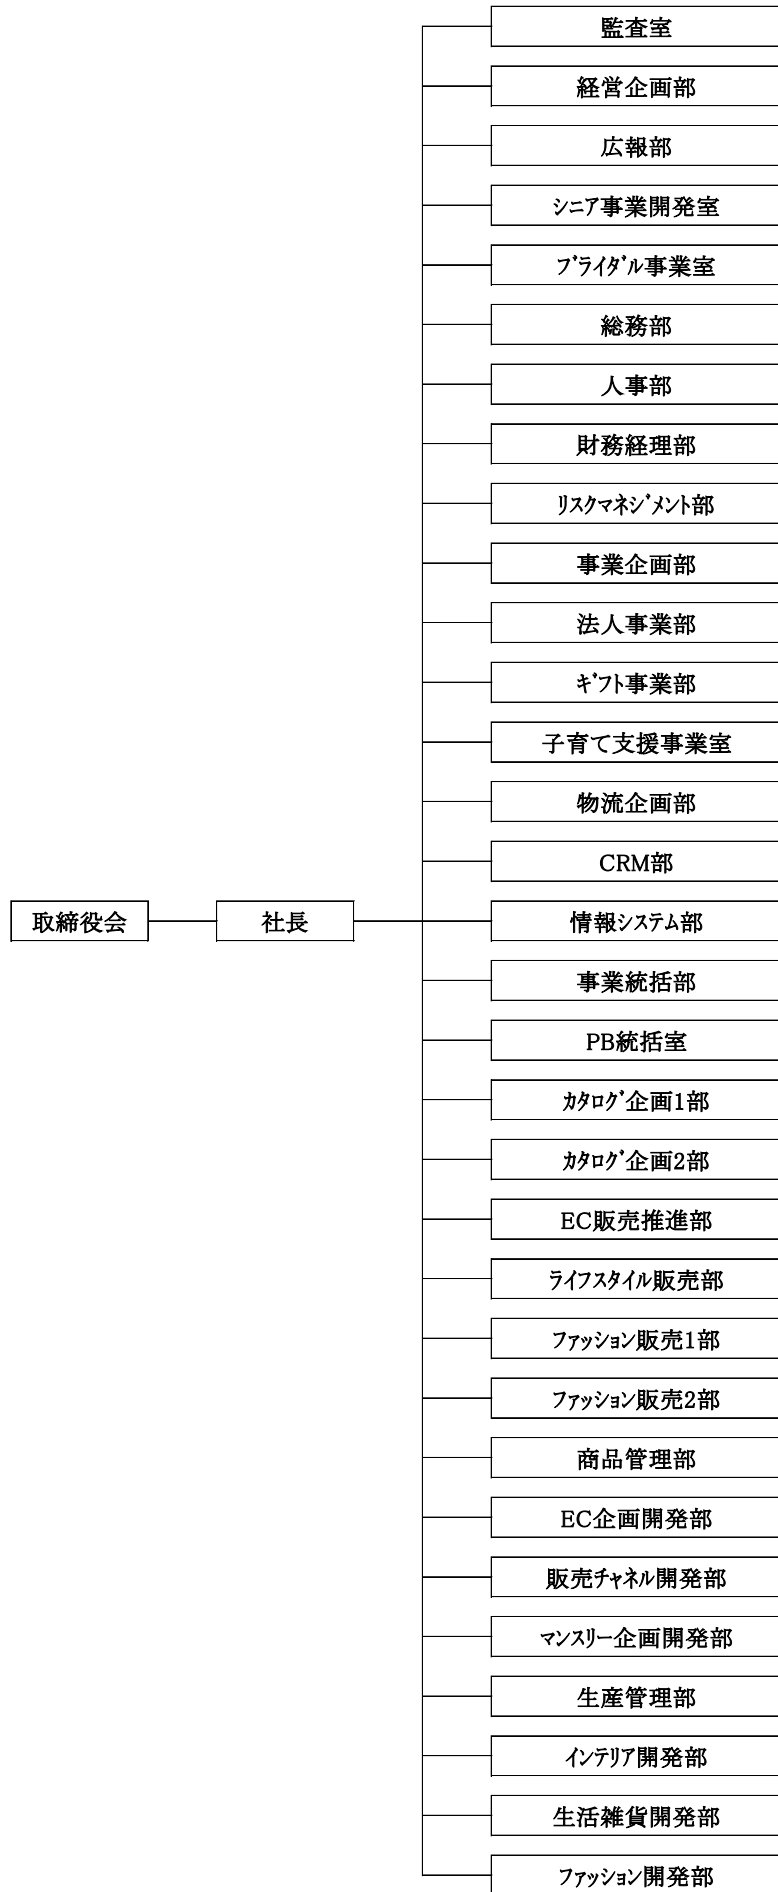 監査室
経営企画部
広報部
ｼﾆｱ事業開発室
ﾌﾞﾗｲﾀﾞﾙ事業室
総務部
人事部
財務経理部
ﾘｽｸﾏﾈｼﾞﾒﾝﾄ部
事業企画部
法人事業部
ｷﾞﾌﾄ事業部
子育て支援事業室
物流企画部
CRM部
取締役会
社長
情報ｼｽﾃﾑ部
事業統括部
PB統括室
ｶﾀﾛｸﾞ企画1部
ｶﾀﾛｸﾞ企画2部
EC販売推進部
ﾗｲﾌｽﾀｲﾙ販売部
ﾌｧｯｼｮﾝ販売1部
ﾌｧｯｼｮﾝ販売2部
商品管理部
EC企画開発部
販売ﾁｬﾈﾙ開発部
ﾏﾝｽﾘｰ企画開発部
生産管理部
ｲﾝﾃﾘｱ開発部
生活雑貨開発部
ﾌｧｯｼｮﾝ開発部